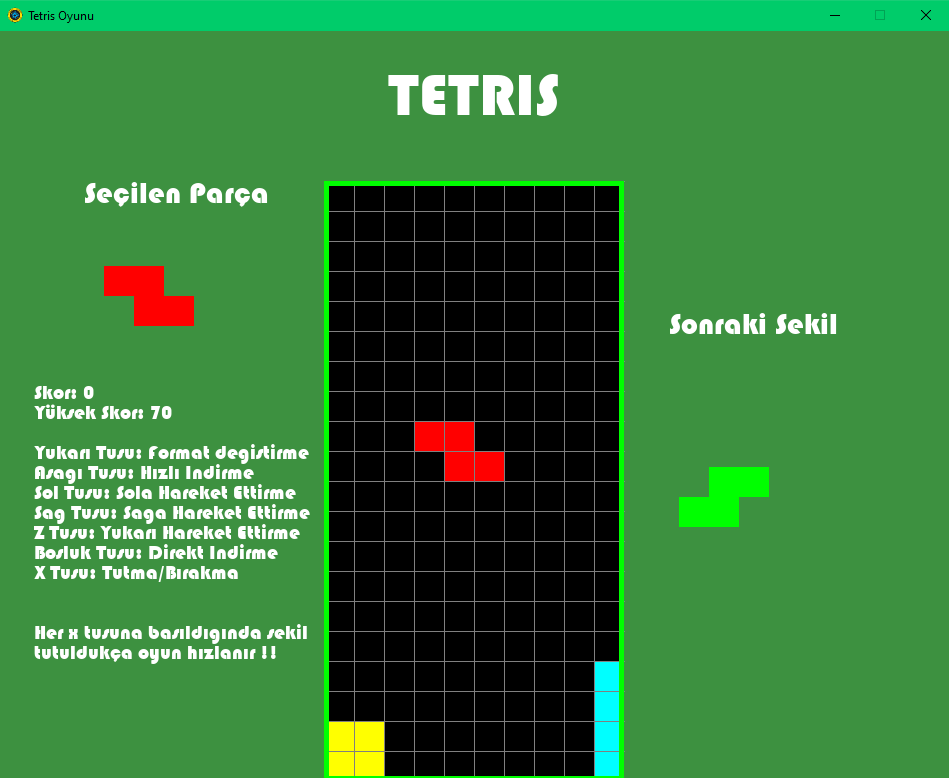 Tetris Oyunu
TETRIS
Seçilen Parça
Sonraki Sekil
Skor: 0
Yüksek Skor: 70
Yukarı Tusu: Format degistirme
Asagı Tusu: Hızlı Indirme
Sol Tusu: Sola Hareket Ettirme
Sag Tusu: Saga Hareket Ettirme
Z Tusu: Yukarı Hareket Ettirme
Bosluk Tusu: Direkt Indirme
X Tusu: Tutma/Bırakma
Her x tusuna basıldıgında sekil
tutuldukça oyun hızlanır !!